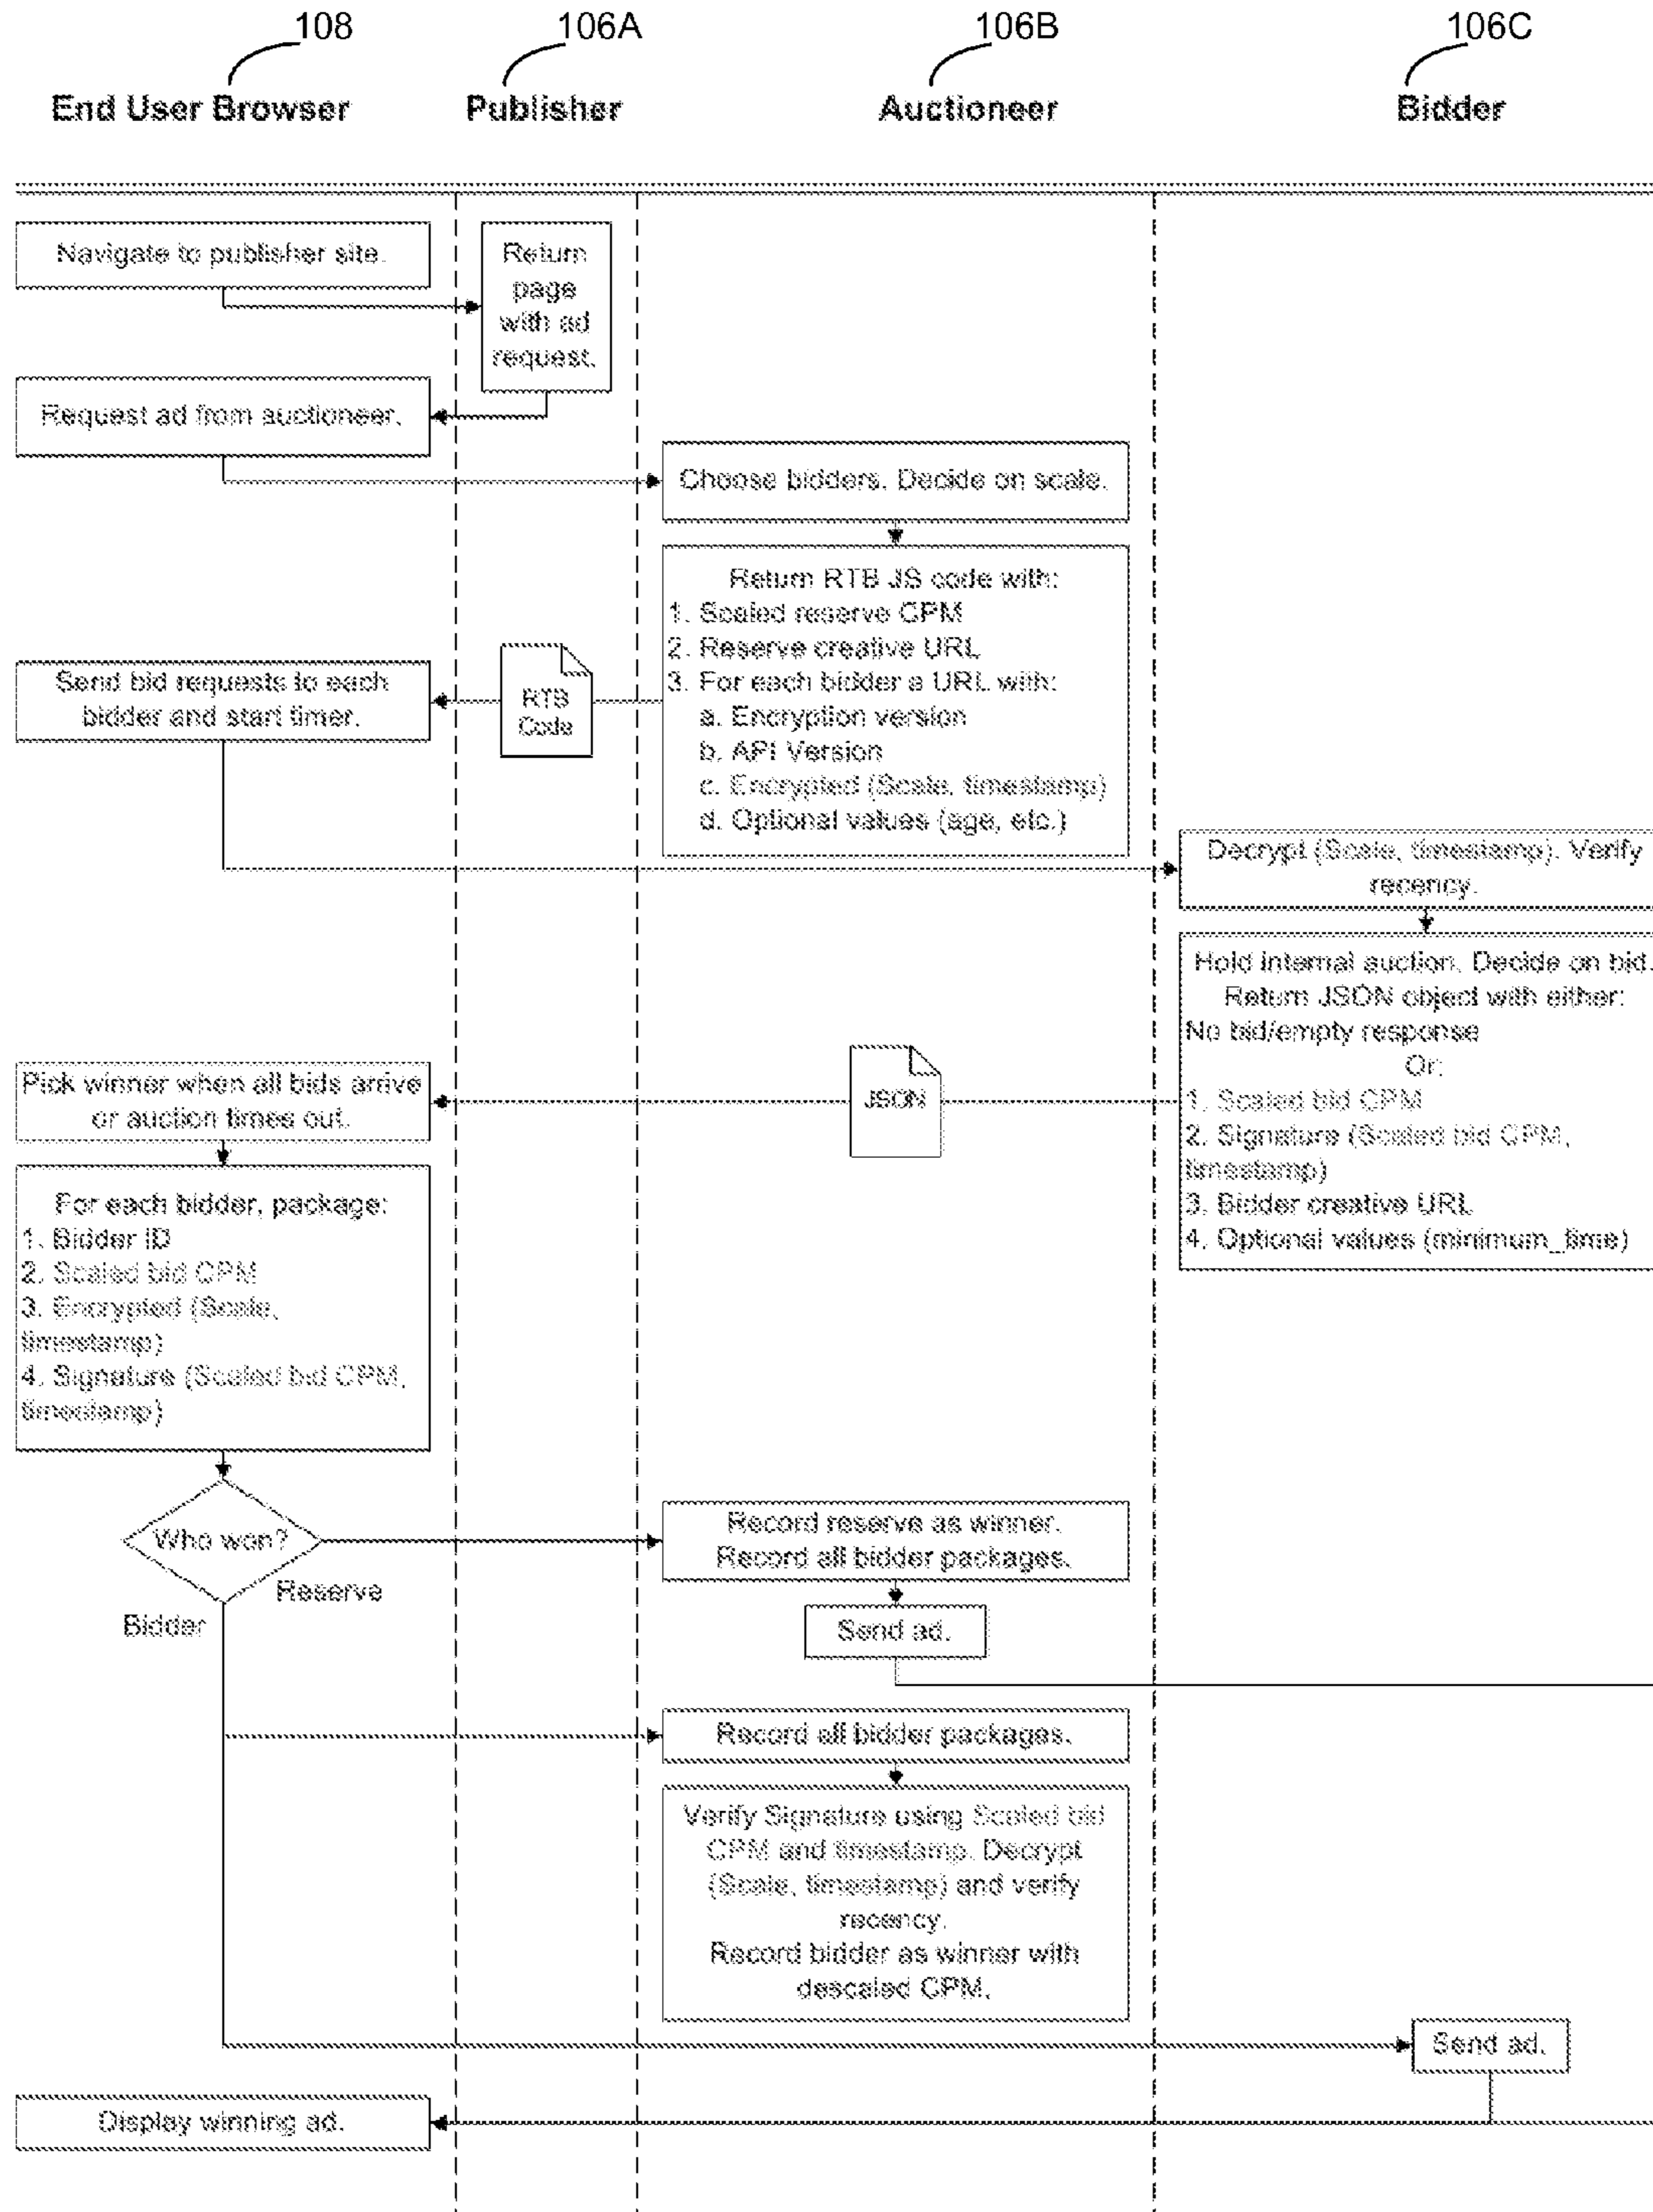 108
106A
106B
106C
End User Browser
Publisher
Auctioneer
Bidder
Navigate to publisher site.
Return
page
with ad
request.
Request ad from auctioneer.
Choose bidders. Decide on scale.
Return RTB JS code with:
1. Scaled reserve CPM
2. Reserve creative URL
3. For each bidder a URL with:
a. Encryption version
b. API Version
c. Encrypted (Scale, timestamp)
d. Optional values (age, etc.)
RTB
Code
Send bid requests to each
bidder and start timer.
Decrypt (Scale, timestamp). Verify
recency.
Hold internal auction. Decide on bid.
Return JSON object with either:
No bid/empty response
Or:
1. Scaled bid CPM
2. Signature (Scaled bid CPM,
timestamp)
3. Bidder creative URL
4. Optional values (minimum_time)
JSON
Pick winner when all bids arrive
or auction times out.
For each bidder, package:
1. Bidder ID
2. Scaled bid CPM
3. Encrypted (Scale,
timestamp)
4. Signature (Scaled bid CPM,
timestamp)
Who won?
Reserve
Bidder
Record reserve as winner.
Record all bidder packages.
Send ad.
Record all bidder packages.
Verify Signature using Scaled bid
CPM and timestamp. Decrypt
(Scale, timestamp) and verify
recency.
Record bidder as winner with
descaled CPM.
Send ad.
Display winning ad.